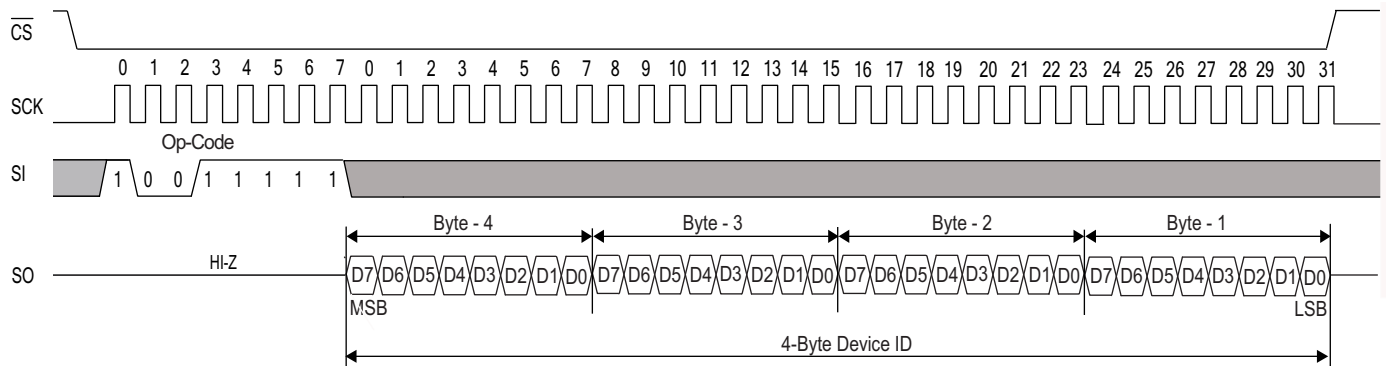 CS
0 1 2 3 4 5 6 7 0 1 2 3 4 5 6 7 8 9 10 11 12 13 14 15 16 17 18 19 20 21 22 23 24 25 26 27 28 29 30 31
SCK
Op-Code
SI 1 0 0 1 1 1 1 1
Byte - 4 Byte - 3 Byte - 2 Byte - 1
HI-Z
SO D7 D6 D5 D4 D3 D2 D1 D0 D7 D6 D5 D4 D3 D2 D1 D0 D7 D6 D5 D4 D3 D2 D1 D0 D7 D6 D5 D4 D3 D2 D1 D0
MSB LSB
4-Byte Device ID